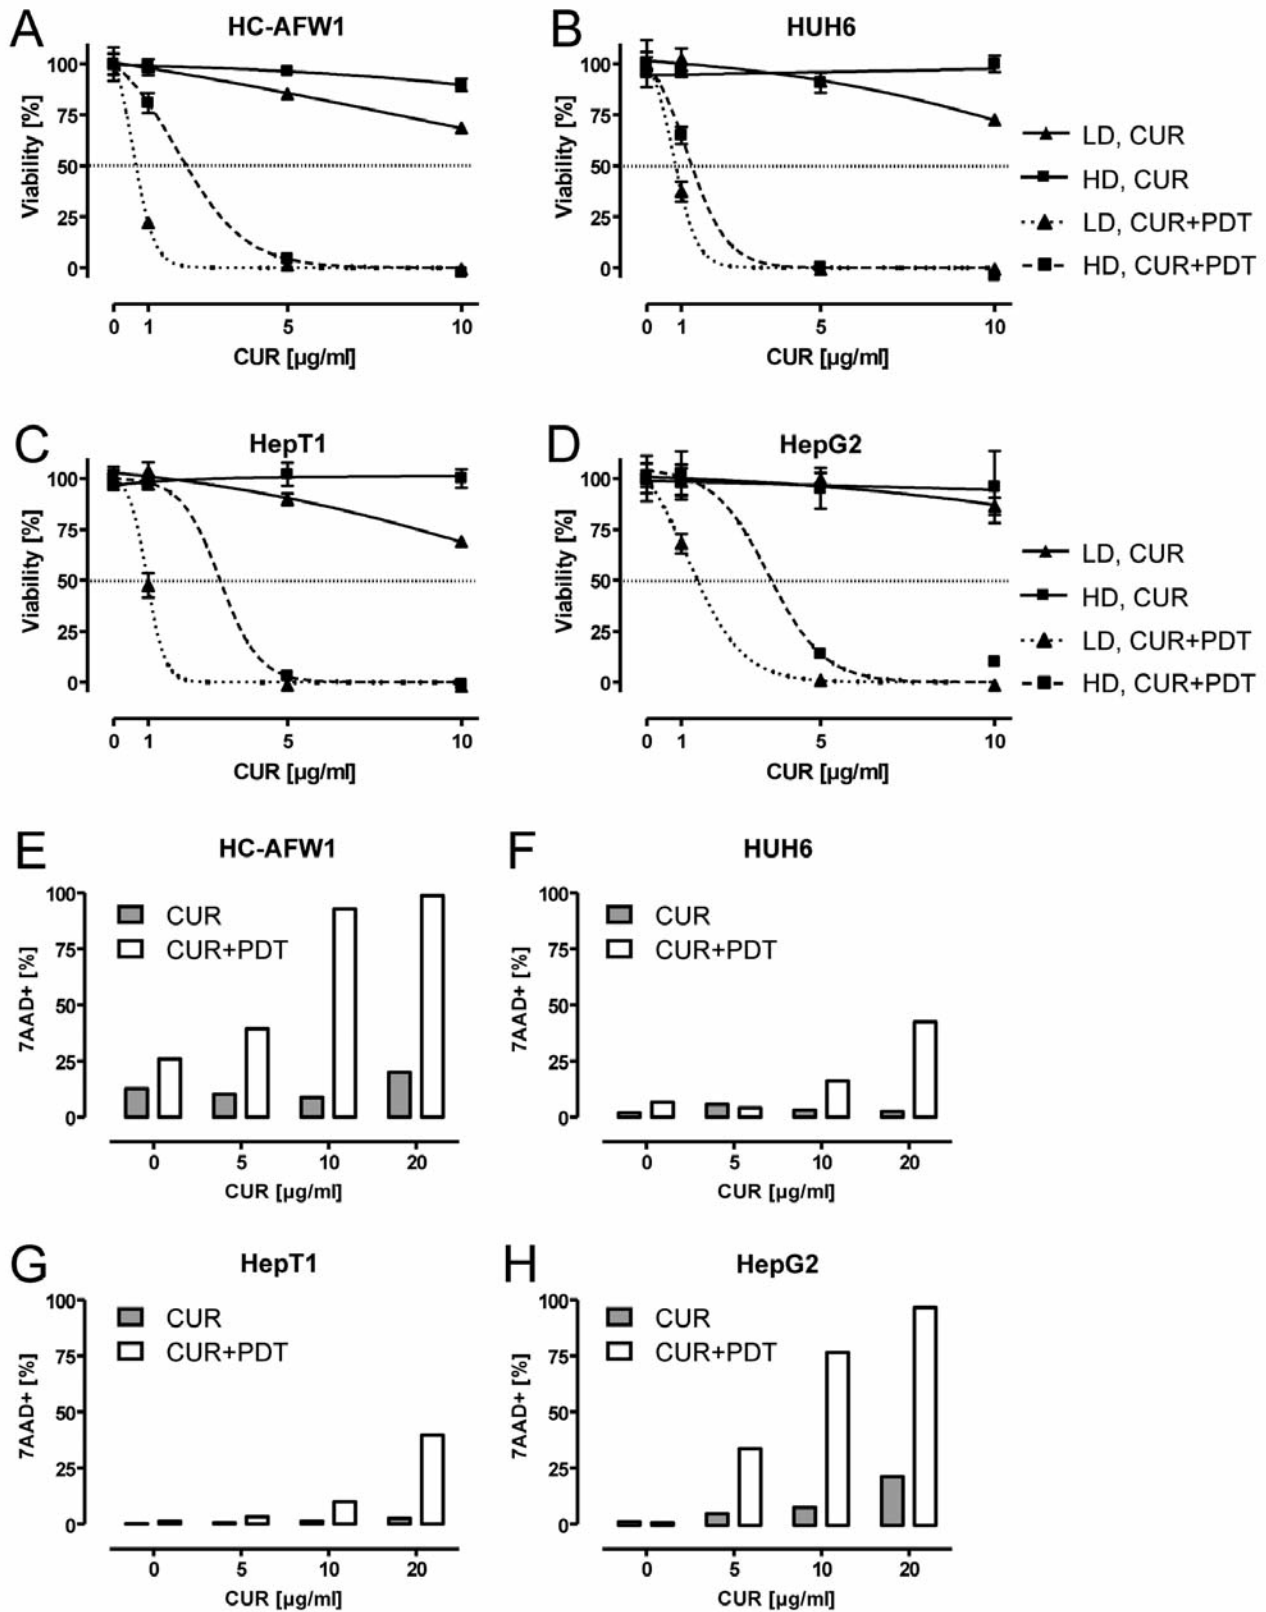 A
HC-AFW1
Viability [%]
100
75
50
25
0
0 1 5 10
CUR [µg/ml]
B
HUH6
Viability [%]
100
75
50
25
0
0 1 5 10
CUR [µg/ml]
LD, CUR
HD, CUR
LD, CUR+PDT
HD, CUR+PDT
C
HepT1
Viability [%]
100
75
50
25
0
0 1 5 10
CUR [µg/ml]
D
HepG2
Viability [%]
100
75
50
25
0
0 1 5 10
CUR [µg/ml]
LD, CUR
HD, CUR
LD, CUR+PDT
HD, CUR+PDT
E
HC-AFW1
7AAD+ [%]
100
75
50
25
0
CUR
CUR+PDT
0 5 10 20
CUR [µg/ml]
F
HUH6
7AAD+ [%]
100
75
50
25
0
CUR
CUR+PDT
0 5 10 20
CUR [µg/ml]
G
HepT1
7AAD+ [%]
100
75
50
25
0
CUR
CUR+PDT
0 5 10 20
CUR [µg/ml]
H
HepG2
7AAD+ [%]
100
75
50
25
0
CUR
CUR+PDT
0 5 10 20
CUR [µg/ml]